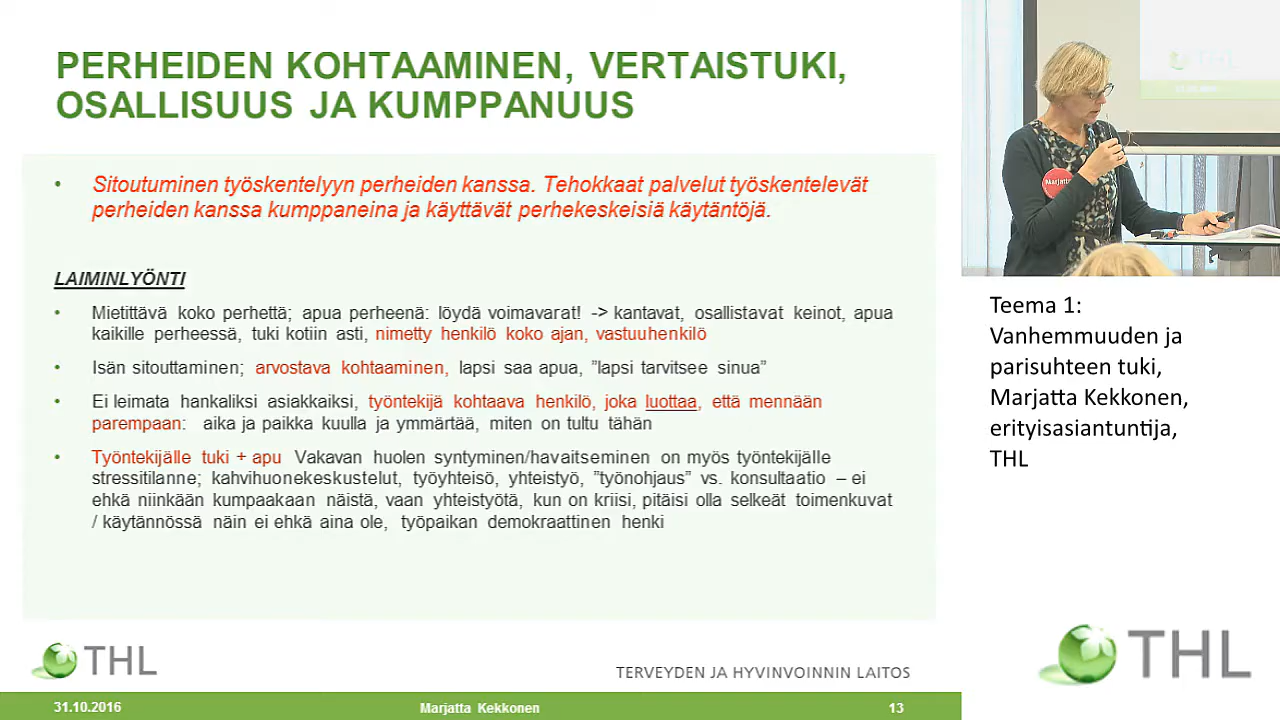 PERHEIDEN KOHTAAMINEN, VERTAISTUKI,
OSALLISUUS JA KUMPPANUUS
• Sitoutuminen työskentelyyn perheiden kanssa. Tehokkaat palvelut työskentelevät
perheiden kanssa kumppaneina ja käyttävät perhekeskeisiä käytäntöjä.
LAIMINLYÖNTI
• Mietittävä koko perhettä; apua perheenä: löydä voimavarat! -> kantavat, osallistavat keinot, apua
kaikille perheessä, tuki kotiin asti, nimetty henkilö koko ajan, vastuuhenkilö
• Isän sitouttaminen; arvostava kohtaaminen, lapsi saa apua, ”lapsi tarvitsee sinua”
• Ei leimata hankaliksi asiakkaiksi, työntekijä kohtaava henkilö, joka luottaa, että mennään
parempaan: aika ja paikka kuulla ja ymmärtää, miten on tultu tähän
• Työntekijälle tuki + apu Vakavan huolen syntyminen/havaitseminen on myös työntekijälle
stressitilanne; kahvihuonekeskustelut, työyhteisö, yhteistyö, ”työnohjaus” vs. konsultaatio – ei
ehkä niinkään kumpaakaan näistä, vaan yhteistyötä, kun on kriisi, pitäisi olla selkeät toimenkuvat
/ käytännössä näin ei ehkä aina ole, työpaikan demokraattinen henki
THL
TERVEYDEN JA HYVINVOINNIN LAITOS
31.10.2016
Marjatta Kekkonen
13
THL
Teema 1:
Vanhemmuuden ja
parisuhteen tuki,
Marjatta Kekkonen,
erityisasiantuntija,
THL
THL